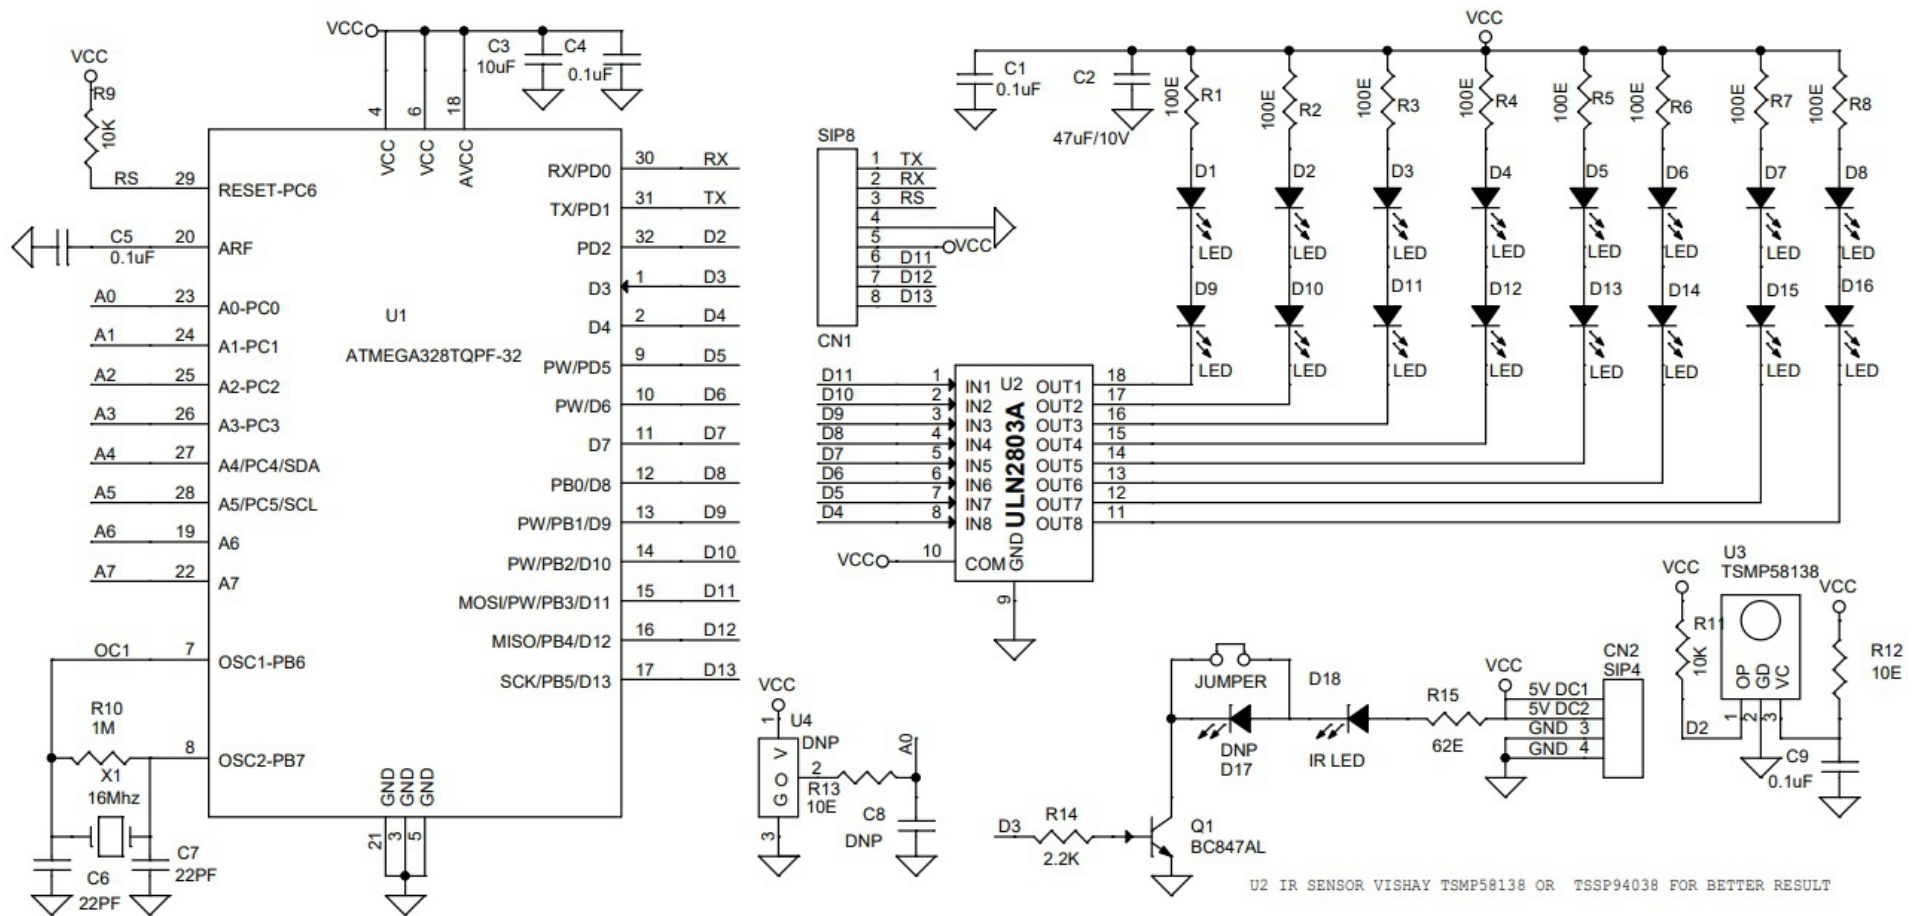 VCC
VCC
R9
10K
RS 29 RESET-PC6
C5
0.1uF
20 ARF
A0 23 A0-PC0
A1 24 A1-PC1
A2 25 A2-PC2
A3 26 A3-PC3
A4 27 A4/PC4/SDA
A5 28 A5/PC5/SCL
A6 19 A6
A7 22 A7
OC1 7 OSC1-PB6
R10
1M
8 OSC2-PB7
X1
16Mhz
C6
22PF
C7
22PF
4 6 18
VCC VCC AVCC
C3
10uF
C4
0.1uF
U1
ATMEGA328TQPF-32
RX/PD0 30 RX
TX/PD1 31 TX
PD2 32 D2
D3 1 D3
D4 2 D4
PW/PD5 9 D5
PW/D6 10 D6
D7 11 D7
PB0/D8 12 D8
PW/PB1/D9 13 D9
PW/PB2/D10 14 D10
MOSI/PW/PB3/D11 15 D11
MISO/PB4/D12 16 D12
SCK/PB5/D13 17 D13
GND GND GND
21 3 5
SIP8
1 TX
2 RX
3 RS
4
5 VCC
6 D11
7 D12
8 D13
CN1
VCC
C1
0.1uF
C2
47uF/10V
100E R1
100E R2
100E R3
100E R4
100E R5
100E R6
100E R7
100E R8
D1 D2 D3 D4 D5 D6 D7 D8
LED LED LED LED LED LED LED LED
D9 D10 D11 D12 D13 D14 D15 D16
LED LED LED LED LED LED LED LED
U2
ULN2803A
D11 1 IN1 OUT1 18
D10 2 IN2 OUT2 17
D9 3 IN3 OUT3 16
D8 4 IN4 OUT4 15
D7 5 IN5 OUT5 14
D6 6 IN6 OUT6 13
D5 7 IN7 OUT7 12
D4 8 IN8 OUT8 11
VCC 10 COM GND
9
VCC
1
U4
DNP
V
O
G
2
3
R13
10E
A0
C8
DNP
JUMPER
DNP
D17
D18
IR LED
R15
62E
VCC
CN2
SIP4
5V DC1
5V DC2
GND 3
GND 4
D3
R14
2.2K
Q1
BC847AL
U3
TSMP58138
VCC
R11
10K
OP GD VC
1 2 3
D2
VCC
R12
10E
C9
0.1uF
U2 IR SENSOR VISHAY TSMP58138 OR TSSP94038 FOR BETTER RESULT